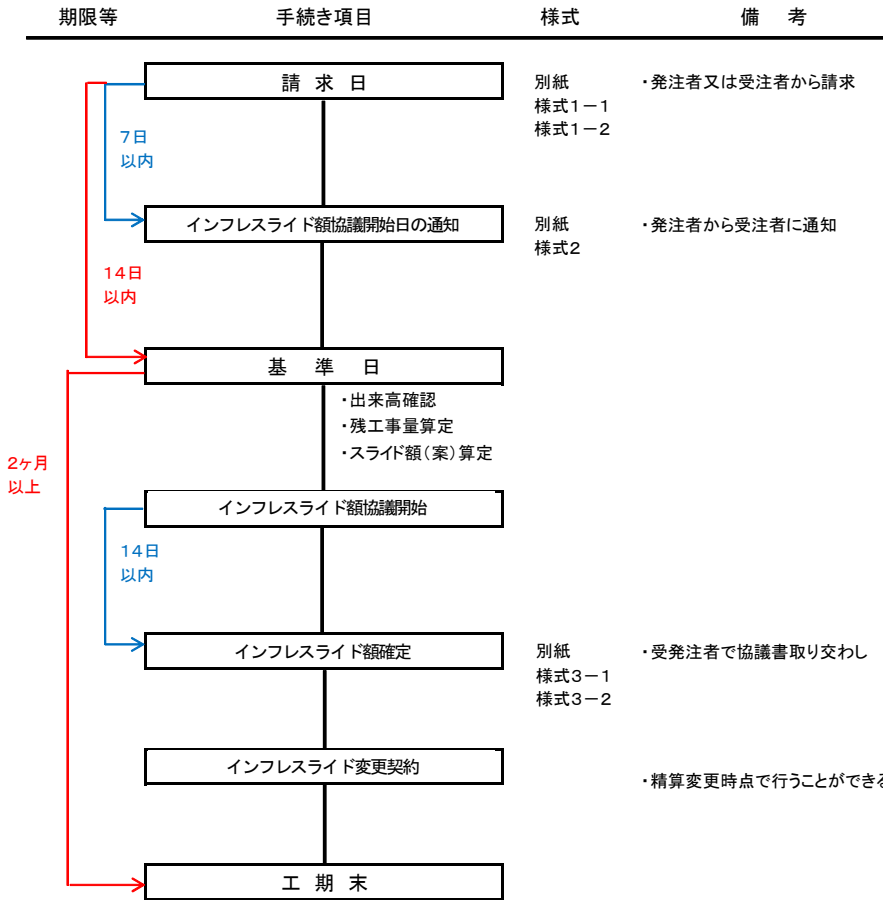 期限等 手続き項目 様式 備 考
請 求 日
別紙
様式1-1
様式1-2
・発注者又は受注者から請求
7日
以内
インフレスライド額協議開始日の通知
別紙
様式2
・発注者から受注者に通知
14日
以内
基 準 日
・出来高確認
・残工事量算定
・スライド額(案)算定
2ヶ月
以上
インフレスライド額協議開始
14日
以内
インフレスライド額確定
別紙
様式3-1
様式3-2
・受発注者で協議書取り交わし
インフレスライド変更契約
・精算変更時点で行うことができる
工 期 末